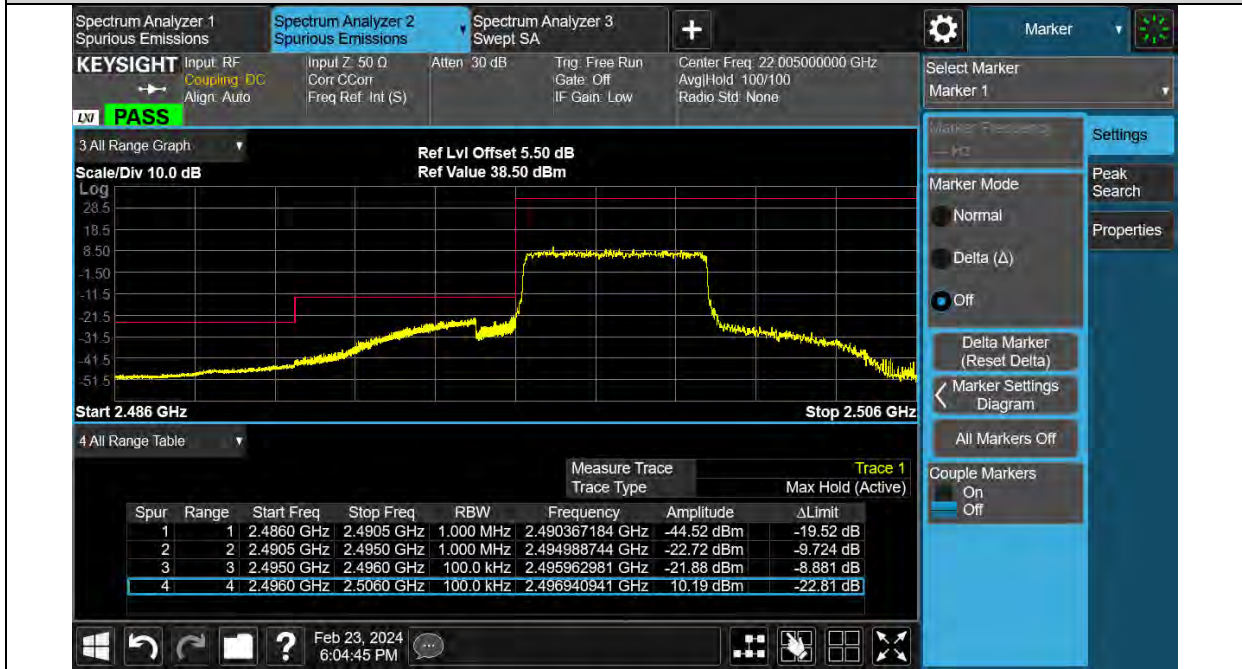 Spectrum Analyzer 1
Spurious Emissions
Spectrum Analyzer 2
Spurious Emissions
Spectrum Analyzer 3
Swept SA
+
Marker
KEYSIGHT
Input: RF
Coupling: DC
Align: Auto
Input Z: 50 Ω
Corr CCorr
Freq Ref: Int (S)
Atten: 30 dB
Trig: Free Run
Gate: Off
IF Gain: Low
Center Freq: 22.005000000 GHz
Avg|Hold: 100/100
Radio Std: None
LXI PASS
Select Marker
Marker 1
3 All Range Graph
Scale/Div 10.0 dB
Ref Lvl Offset 5.50 dB
Ref Value 38.50 dBm
Log
28.5
18.5
8.50
-1.50
-11.5
-21.5
-31.5
-41.5
-51.5
Start 2.486 GHz
Stop 2.506 GHz
Marker Frequency
--- Hz
Marker Mode
Normal
Delta (Δ)
Off
Delta Marker
(Reset Delta)
Marker Settings
Diagram
All Markers Off
Couple Markers
On
Off
Settings
Peak
Search
Properties
4 All Range Table
Measure Trace Trace 1
Trace Type Max Hold (Active)
Spur Range Start Freq Stop Freq RBW Frequency Amplitude ΔLimit
1 1 2.4860 GHz 2.4905 GHz 1.000 MHz 2.490367184 GHz -44.52 dBm -19.52 dB
2 2 2.4905 GHz 2.4950 GHz 1.000 MHz 2.494988744 GHz -22.72 dBm -9.724 dB
3 3 2.4950 GHz 2.4960 GHz 100.0 kHz 2.495962981 GHz -21.88 dBm -8.881 dB
4 4 2.4960 GHz 2.5060 GHz 100.0 kHz 2.496940941 GHz 10.19 dBm -22.81 dB
?
Feb 23, 2024
6:04:45 PM